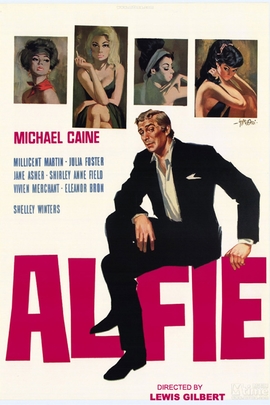 MICHAEL CAINE
MILLICENT MARTIN · JULIA FOSTER
JANE ASHER · SHIRLEY ANNE FIELD
VIVIEN MERCHANT · ELEANOR BRON
SHELLEY WINTERS
ALFIE
DIRECTED BY
LEWIS GILBERT